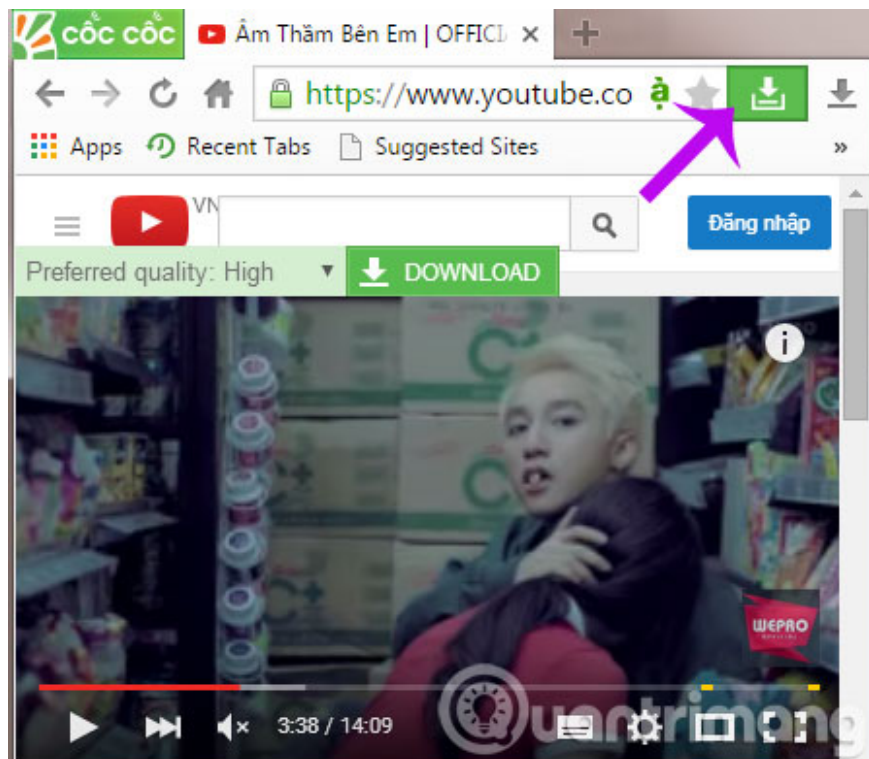 cốc cốc Âm Thầm Bên Em | OFFICI
https://www.youtube.co ạ̀
Apps Recent Tabs Suggested Sites »
VN Đăng nhập
Preferred quality: High DOWNLOAD
WEPRO
3:38 / 14:09
Quantrimang